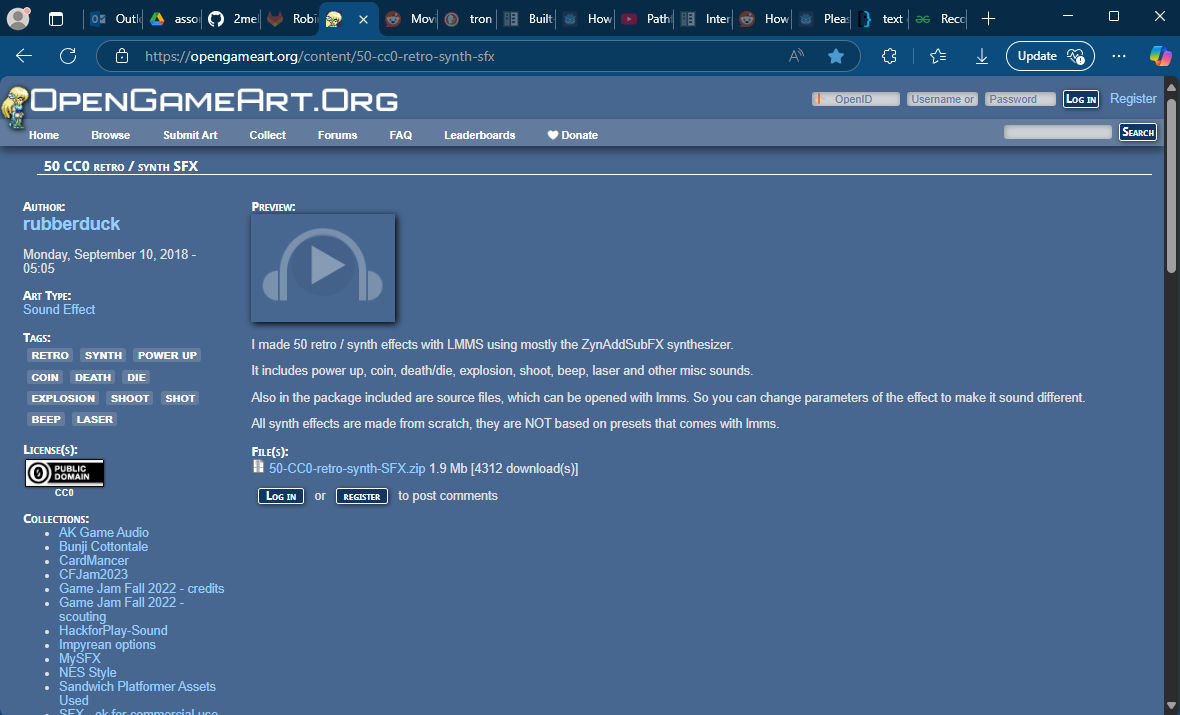 Outl
asso
2me
Robi
Movi
tron
Built-
How
Path
Inter
How
Pleas
text
Reco
https://opengameart.org/content/50-cc0-retro-synth-sfx
Update
OpenGameArt.Org
OpenID
Username or
Password
Log in
Register
Home Browse Submit Art Collect Forums FAQ Leaderboards Donate
Search
50 CC0 retro / synth SFX
Author:
rubberduck
Monday, September 10, 2018 -
05:05
Art Type:
Sound Effect
Tags:
RETRO SYNTH POWER UP
COIN DEATH DIE
EXPLOSION SHOOT SHOT
BEEP LASER
License(s):
PUBLIC
DOMAIN
CC0
Collections:
AK Game Audio
Bunji Cottontale
CardMancer
CFJam2023
Game Jam Fall 2022 - credits
Game Jam Fall 2022 -
scouting
HackforPlay-Sound
Impyrean options
MySFX
NES Style
Sandwich Platformer Assets
Used
SFX - ok for commercial use
Preview:
I made 50 retro / synth effects with LMMS using mostly the ZynAddSubFX synthesizer.
It includes power up, coin, death/die, explosion, shoot, beep, laser and other misc sounds.
Also in the package included are source files, which can be opened with lmms. So you can change parameters of the effect to make it sound different.
All synth effects are made from scratch, they are NOT based on presets that comes with lmms.
File(s):
50-CC0-retro-synth-SFX.zip 1.9 Mb [4312 download(s)]
Log in or register to post comments